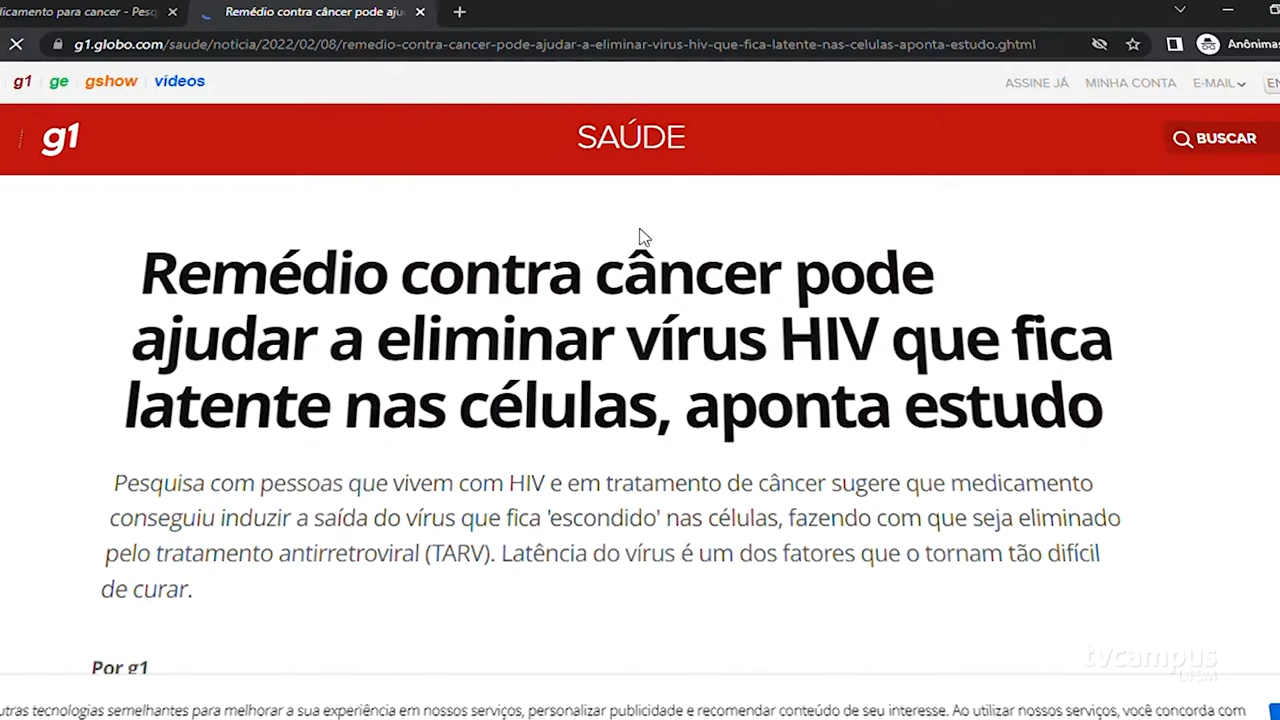 dicamento para cancer - Pesq
Remédio contra câncer pode aju
g1.globo.com/saude/noticia/2022/02/08/remedio-contra-cancer-pode-ajudar-a-eliminar-virus-hiv-que-fica-latente-nas-celulas-aponta-estudo.ghtml
Anônima
g1 ge gshow vídeos
ASSINE JÁ MINHA CONTA E-MAIL EN
g1 SAÚDE BUSCAR
Remédio contra câncer pode
ajudar a eliminar vírus HIV que fica
latente nas células, aponta estudo
Pesquisa com pessoas que vivem com HIV e em tratamento de câncer sugere que medicamento
conseguiu induzir a saída do vírus que fica 'escondido' nas células, fazendo com que seja eliminado
pelo tratamento antirretroviral (TARV). Latência do vírus é um dos fatores que o tornam tão difícil
de curar.
Por g1
tvcampus
UFSM
utras tecnologias semelhantes para melhorar a sua experiência em nossos serviços, personalizar publicidade e recomendar conteúdo de seu interesse. Ao utilizar nossos serviços, você concorda com